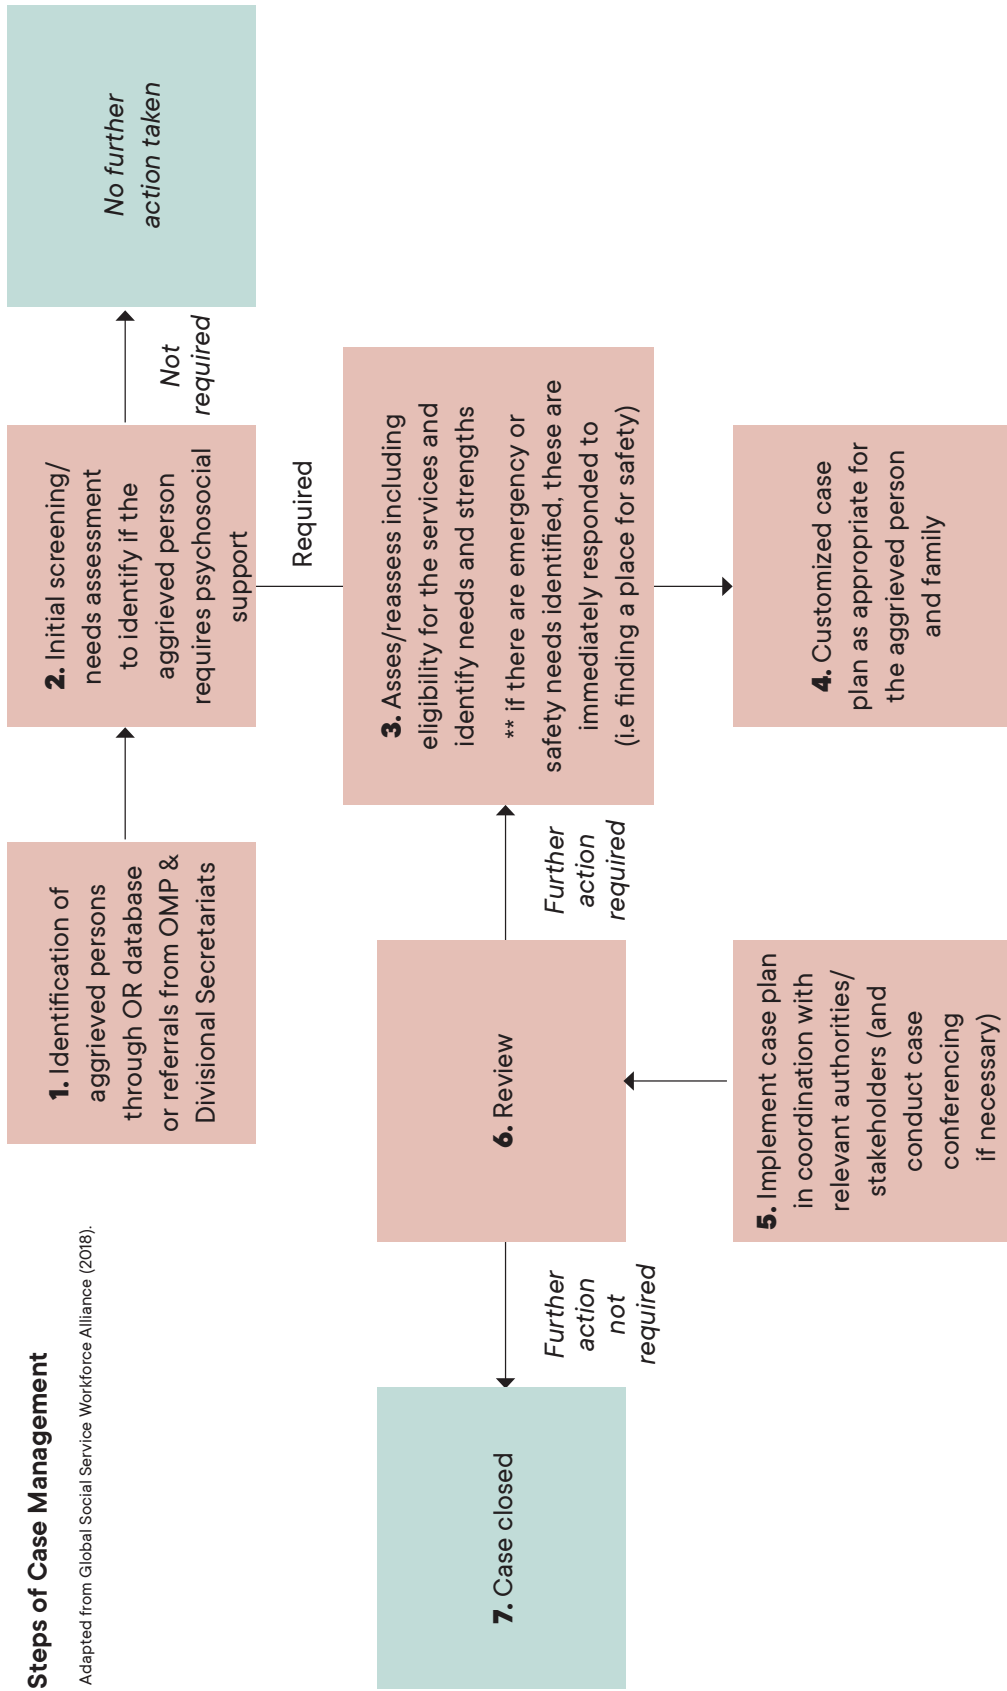 Steps of Case Management
Adapted from Global Social Service Workforce Alliance (2018).
1. Identification of
aggrieved persons
through OR database
or referrals from OMP &
Divisional Secretariats
2. Initial screening/
needs assessment
to identify if the
aggrieved person
requires psychosocial
support
Not
required
No further
action taken
Required
3. Asses/reassess including
eligibility for the services and
identify needs and strengths
** if there are emergency or
safety needs identified, these are
immediately responded to
(i.e finding a place for safety)
4. Customized case
plan as appropriate for
the aggrieved person
and family
5. Implement case plan
in coordination with
relevant authorities/
stakeholders (and
conduct case
conferencing
if necessary)
6. Review
Further
action
required
Further
action
not
required
7. Case closed